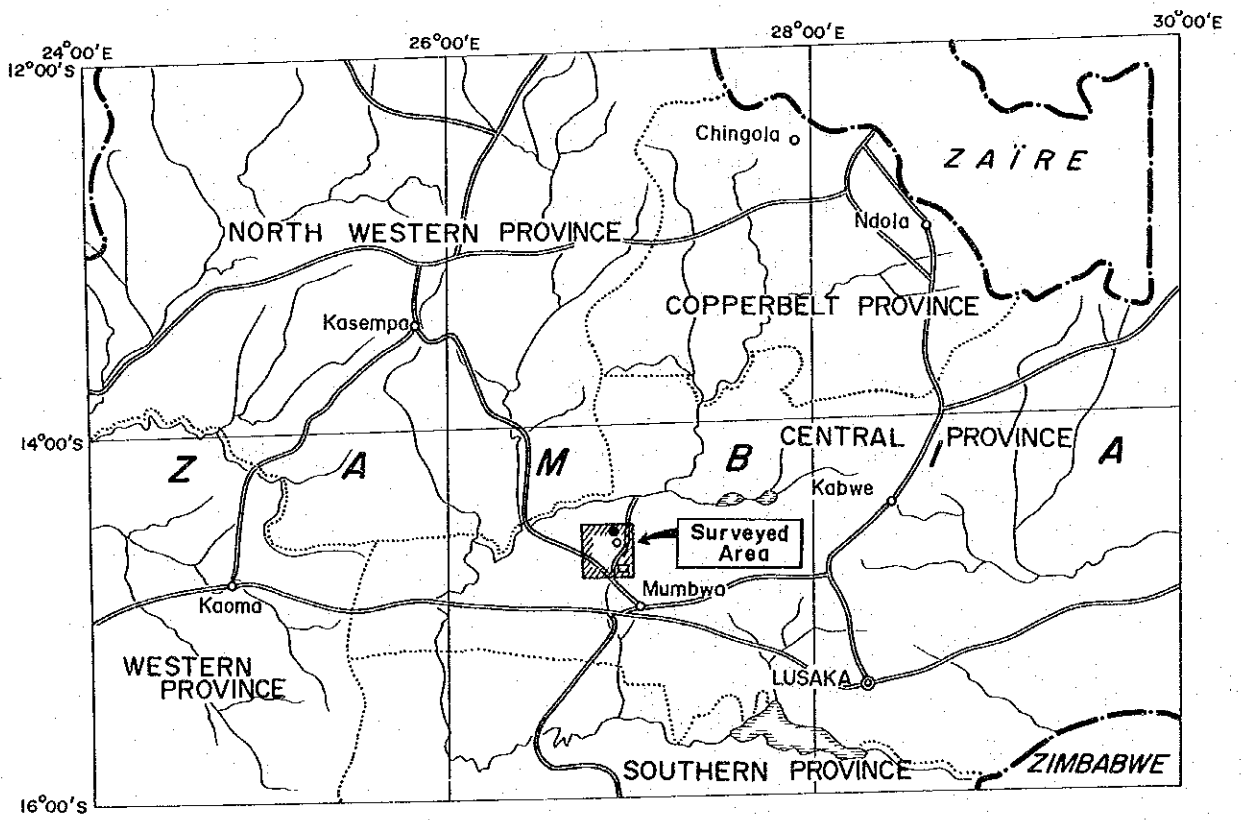 24°00'E
26°00'E
28°00'E
30°00'E
12°00'S
Chingola
ZAÏRE
Ndola
NORTH WESTERN PROVINCE
COPPERBELT PROVINCE
Kasempa
14°00'S
CENTRAL PROVINCE
Z A M B I A
Kabwe
Surveyed
Area
Mumbwa
Kaoma
WESTERN
PROVINCE
LUSAKA
SOUTHERN PROVINCE
ZIMBABWE
16°00'S